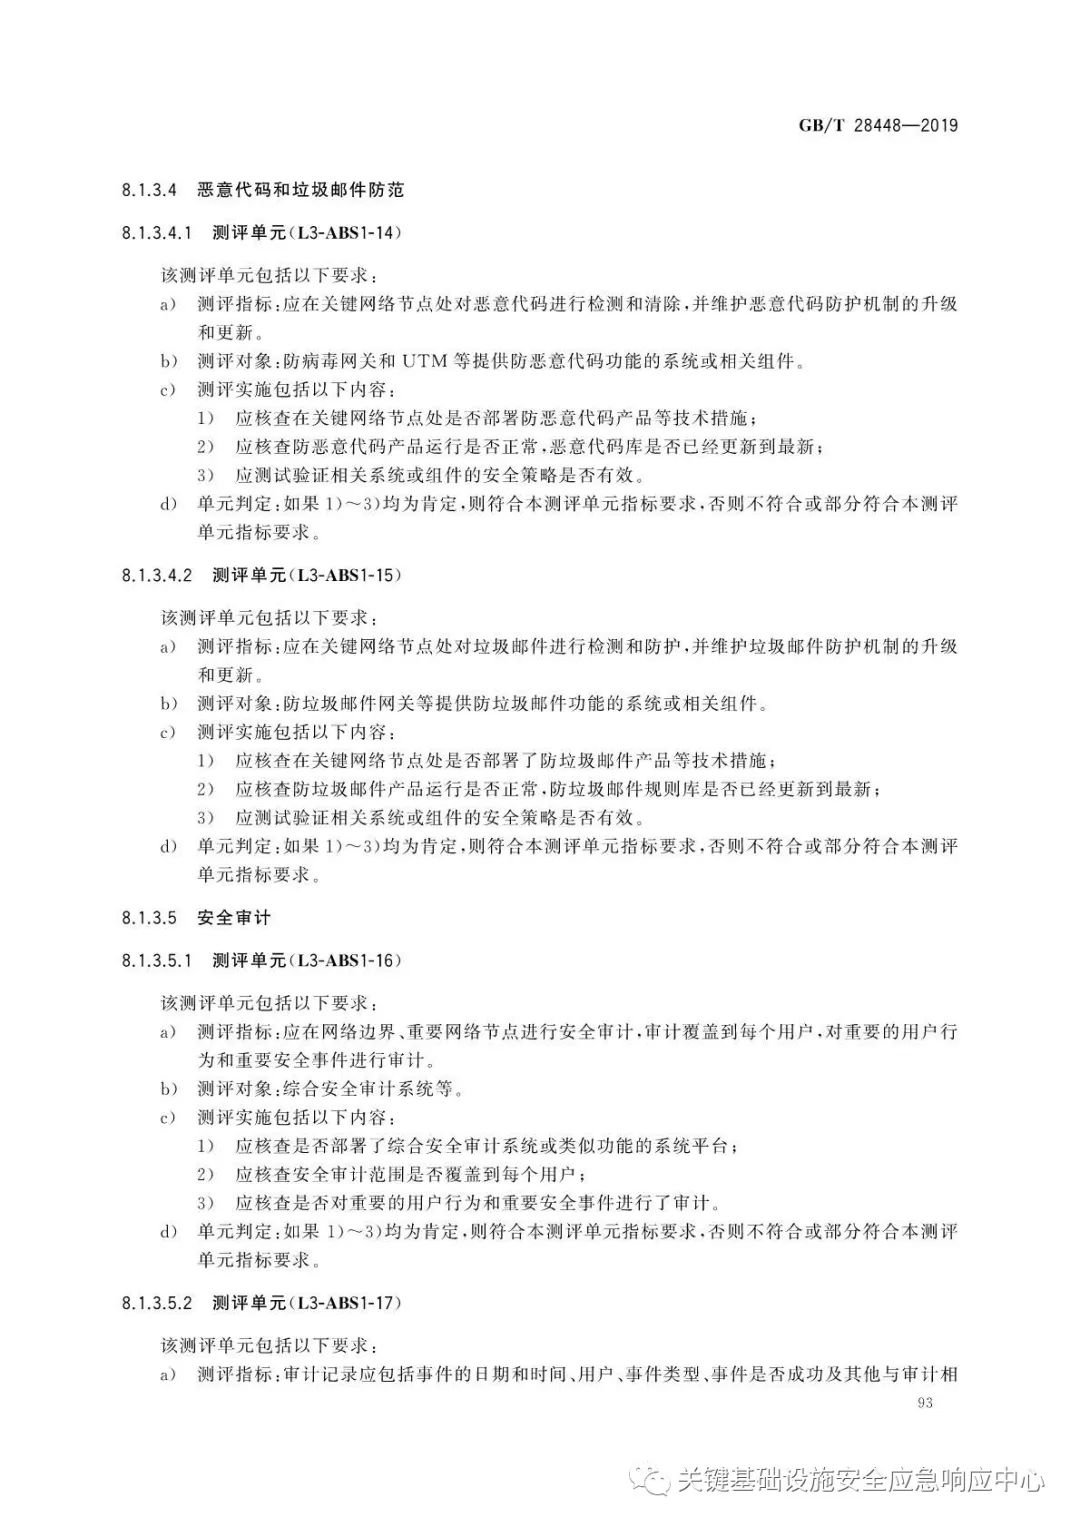 GB/T 28448—2019
8.1.3.4 恶意代码和垃圾邮件防范
8.1.3.4.1 测评单元(L3-ABS1-14)
该测评单元包括以下要求:
a) 测评指标:应在关键网络节点处对恶意代码进行检测和清除,并维护恶意代码防护机制的升级
和更新。
b) 测评对象:防病毒网关和 UTM 等提供防恶意代码功能的系统或相关组件。
c) 测评实施包括以下内容:
1) 应核查在关键网络节点处是否部署防恶意代码产品等技术措施;
2) 应核查防恶意代码产品运行是否正常,恶意代码库是否已经更新到最新;
3) 应测试验证相关系统或组件的安全策略是否有效。
d) 单元判定:如果 1)~3)均为肯定,则符合本测评单元指标要求,否则不符合或部分符合本测评
单元指标要求。
8.1.3.4.2 测评单元(L3-ABS1-15)
该测评单元包括以下要求:
a) 测评指标:应在关键网络节点处对垃圾邮件进行检测和防护,并维护垃圾邮件防护机制的升级
和更新。
b) 测评对象:防垃圾邮件网关等提供防垃圾邮件功能的系统或相关组件。
c) 测评实施包括以下内容:
1) 应核查在关键网络节点处是否部署了防垃圾邮件产品等技术措施;
2) 应核查防垃圾邮件产品运行是否正常,防垃圾邮件规则库是否已经更新到最新;
3) 应测试验证相关系统或组件的安全策略是否有效。
d) 单元判定:如果 1)~3)均为肯定,则符合本测评单元指标要求,否则不符合或部分符合本测评
单元指标要求。
8.1.3.5 安全审计
8.1.3.5.1 测评单元(L3-ABS1-16)
该测评单元包括以下要求:
a) 测评指标:应在网络边界、重要网络节点进行安全审计,审计覆盖到每个用户,对重要的用户行
为和重要安全事件进行审计。
b) 测评对象:综合安全审计系统等。
c) 测评实施包括以下内容:
1) 应核查是否部署了综合安全审计系统或类似功能的系统平台;
2) 应核查安全审计范围是否覆盖到每个用户;
3) 应核查是否对重要的用户行为和重要安全事件进行了审计。
d) 单元判定:如果 1)~3)均为肯定,则符合本测评单元指标要求,否则不符合或部分符合本测评
单元指标要求。
8.1.3.5.2 测评单元(L3-ABS1-17)
该测评单元包括以下要求:
a) 测评指标:审计记录应包括事件的日期和时间、用户、事件类型、事件是否成功及其他与审计相
93
关键基础设施安全应急响应中心